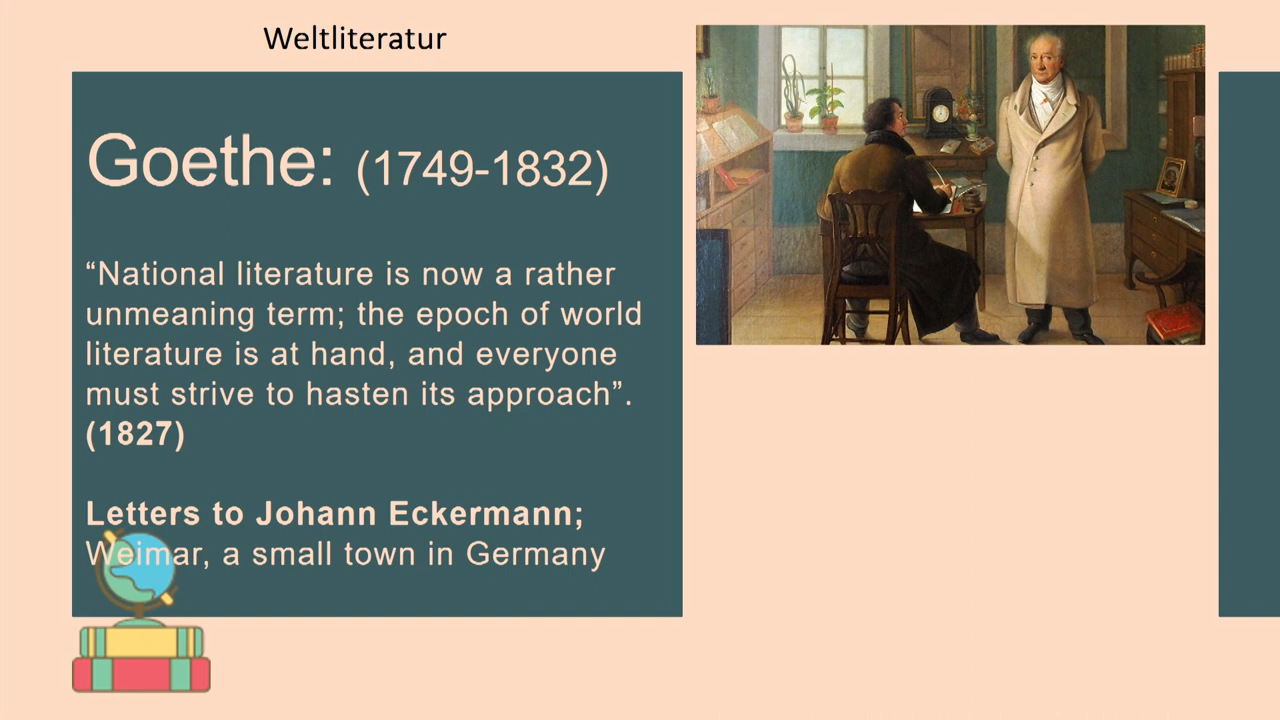 Weltliteratur
Goethe: (1749-1832)
“National literature is now a rather
unmeaning term; the epoch of world
literature is at hand, and everyone
must strive to hasten its approach”.
(1827)
Letters to Johann Eckermann;
Weimar, a small town in Germany